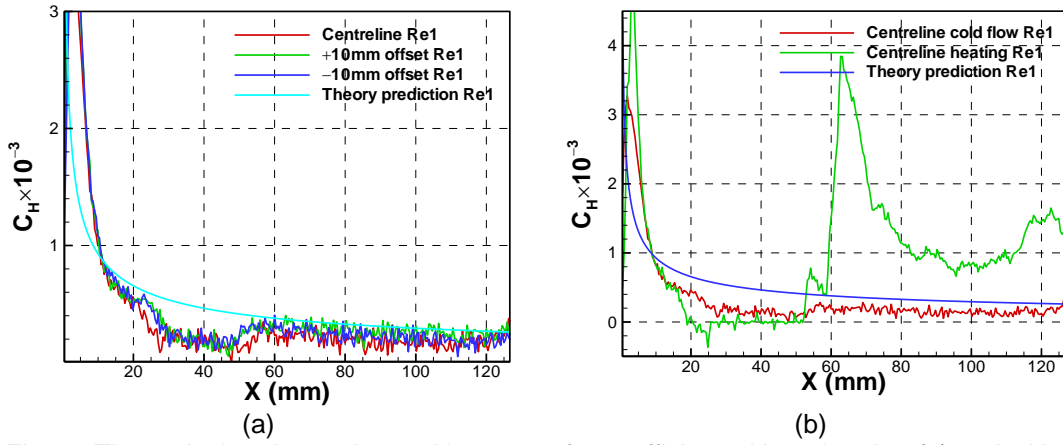 3
2
1
C_H×10⁻³
0
20
40
60
80
100
120
X (mm)
Centreline Re1
+10mm offset Re1
−10mm offset Re1
Theory prediction Re1
(a)
4
3
2
1
0
C_H×10⁻³
0
20
40
60
80
100
120
X (mm)
Centreline cold flow Re1
Centreline heating Re1
Theory prediction Re1
(b)